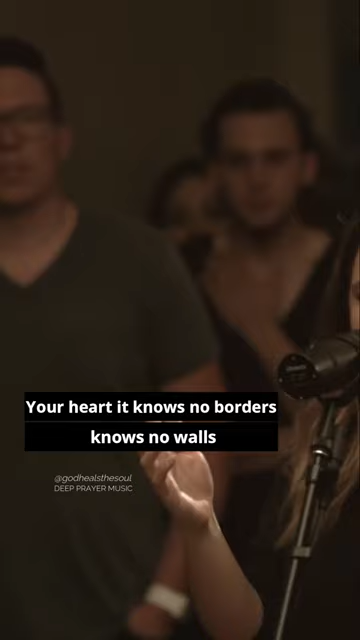 Your heart it knows no borders
knows no walls
@godhealsthesoul
DEEP PRAYER MUSIC